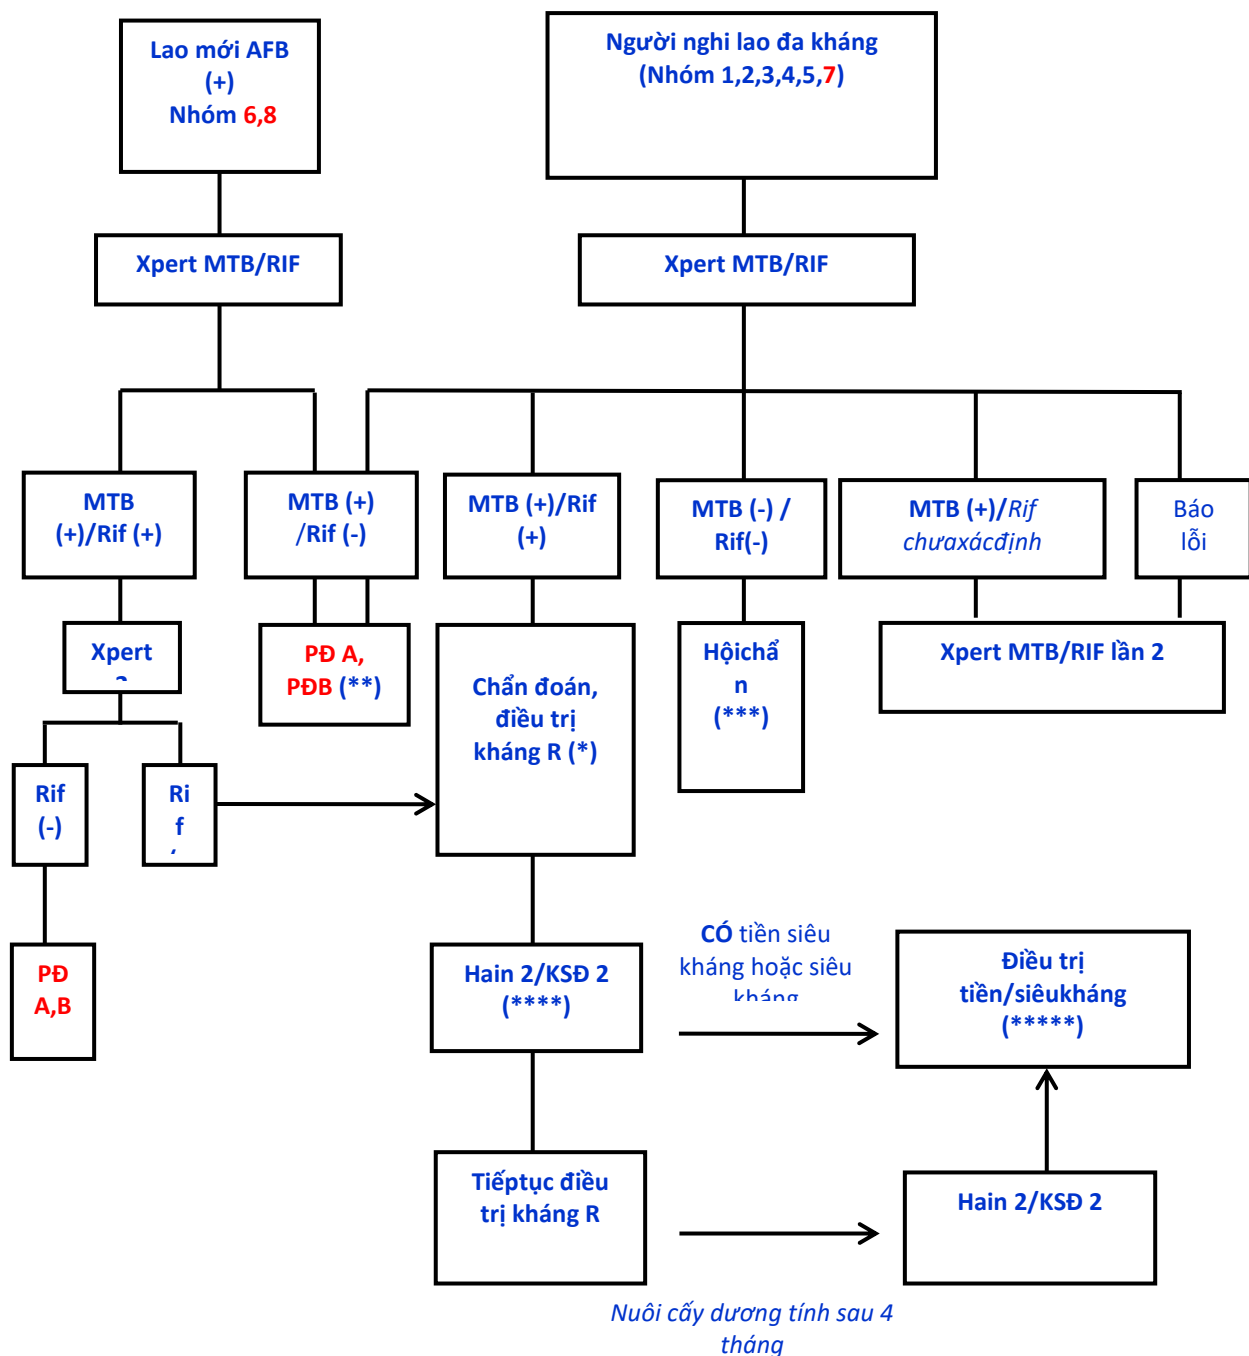 Lao mới AFB
(+)
Nhóm 6,8
Người nghi lao đa kháng
(Nhóm 1,2,3,4,5,7)
Xpert MTB/RIF
Xpert MTB/RIF
MTB
(+)/Rif (+)
MTB (+)
/Rif (-)
MTB (+)/Rif
(+)
MTB (-) /
Rif(-)
MTB (+)/Rif
chưaxácđịnh
Báo
lỗi
Xpert
PĐ A,
PĐB (**)
Chẩn đoán,
điều trị
kháng R (*)
Hộichẩ
n
(***)
Xpert MTB/RIF lần 2
Rif
(-)
Ri
f
PĐ
A,B
Hain 2/KSĐ 2
(****)
CÓ tiền siêu
kháng hoặc siêu
kháng
Điều trị
tiền/siêukháng
(*****)
Tiếptục điều
trị kháng R
Hain 2/KSĐ 2
Nuôi cấy dương tính sau 4
tháng